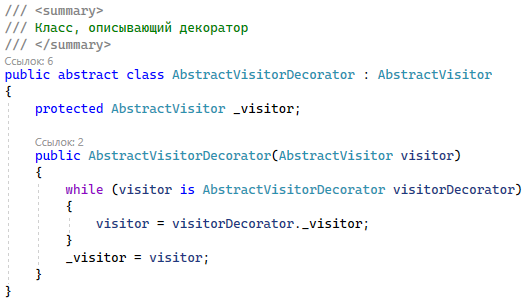 /// <summary>
/// Класс, описывающий декоратор
/// </summary>
Ссылок: 6
public abstract class AbstractVisitorDecorator : AbstractVisitor
{
    protected AbstractVisitor _visitor;
    Ссылок: 2
    public AbstractVisitorDecorator(AbstractVisitor visitor)
    {
        while (visitor is AbstractVisitorDecorator visitorDecorator)
        {
            visitor = visitorDecorator._visitor;
        }
        _visitor = visitor;
    }
}